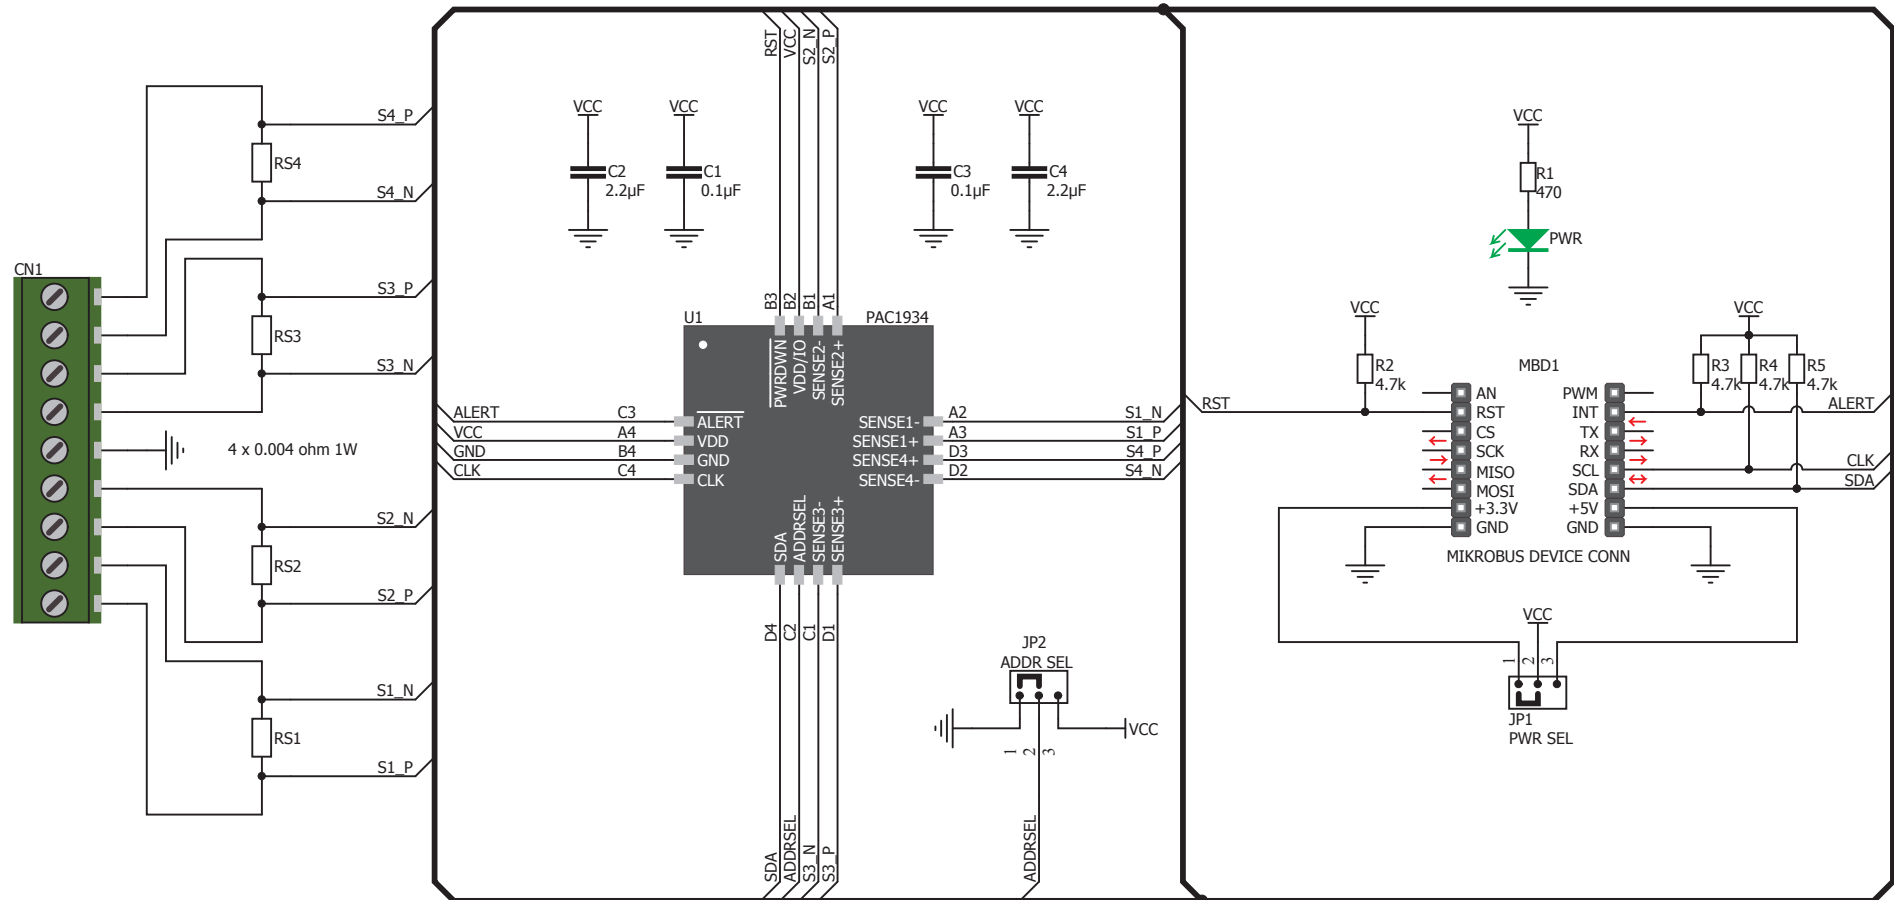 RST
VCC
S2_N
S2_P
S4_P
RS4
S4_N
CN1
S3_P
RS3
S3_N
4 x 0.004 ohm 1W
S2_N
RS2
S2_P
S1_N
RS1
S1_P
VCC
C2
2.2µF
VCC
C1
0.1µF
VCC
C3
0.1µF
VCC
C4
2.2µF
B3
B2
B1
A1
U1
PAC1934
PWRDWN
VDD/IO
SENSE2-
SENSE2+
ALERT
C3
ALERT
VCC
A4
VDD
GND
B4
GND
CLK
C4
CLK
SENSE1-
A2
S1_N
SENSE1+
A3
S1_P
SENSE4+
D3
S4_P
SENSE4-
D2
S4_N
SDA
ADDRSEL
SENSE3-
SENSE3+
D4
C2
C1
D1
SDA
ADDRSEL
S3_N
S3_P
JP2
ADDR SEL
VCC
1
2
3
ADDRSEL
VCC
R1
470
PWR
RST
VCC
R2
4.7k
MBD1
AN
RST
CS
SCK
MISO
MOSI
+3.3V
GND
PWM
INT
TX
RX
SCL
SDA
+5V
GND
MIKROBUS DEVICE CONN
VCC
R3
4.7k
R4
4.7k
R5
4.7k
ALERT
CLK
SDA
VCC
1
2
3
JP1
PWR SEL